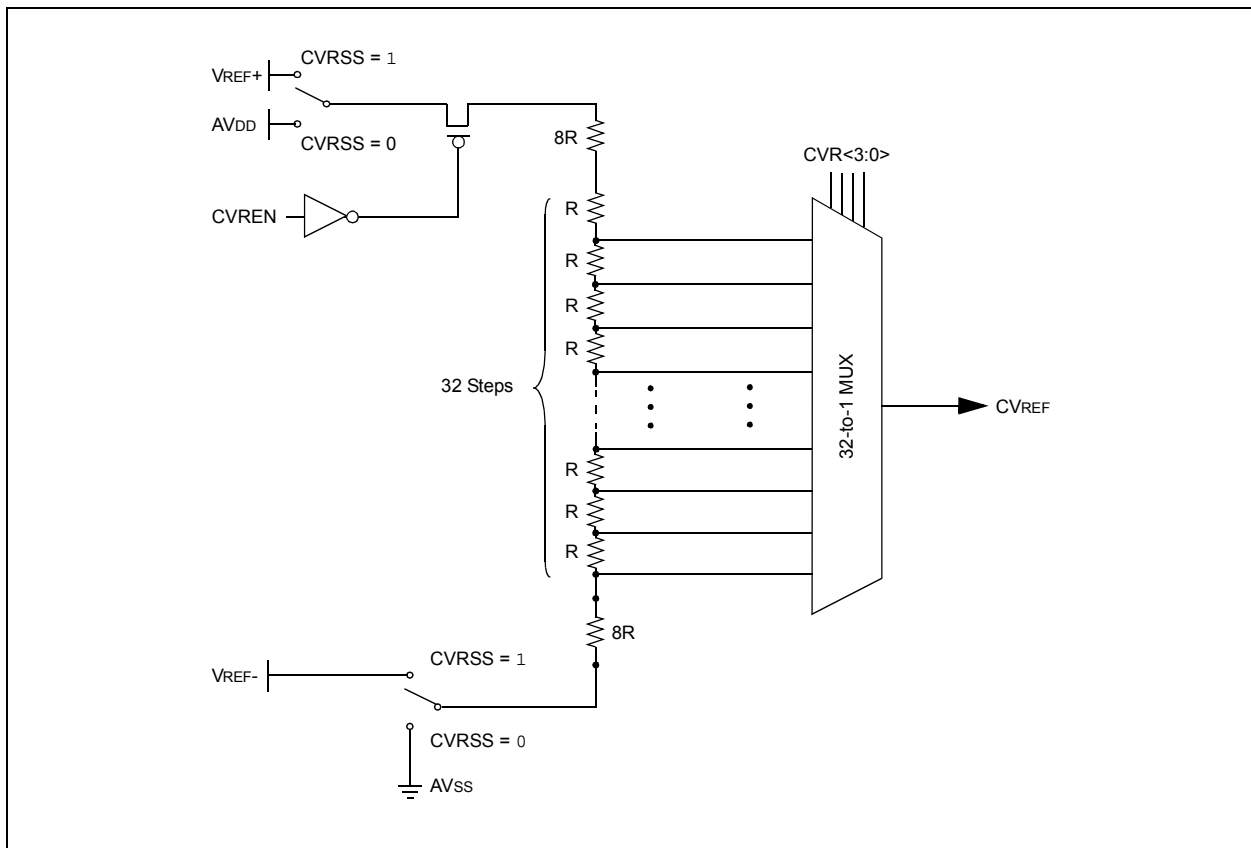 CVRSS = 1
VREF+
AVDD
CVRSS = 0
8R
CVR<3:0>
CVREN
R
R
R
R
32 Steps
32-to-1 MUX
CVREF
R
R
R
8R
CVRSS = 1
VREF-
CVRSS = 0
AVSS